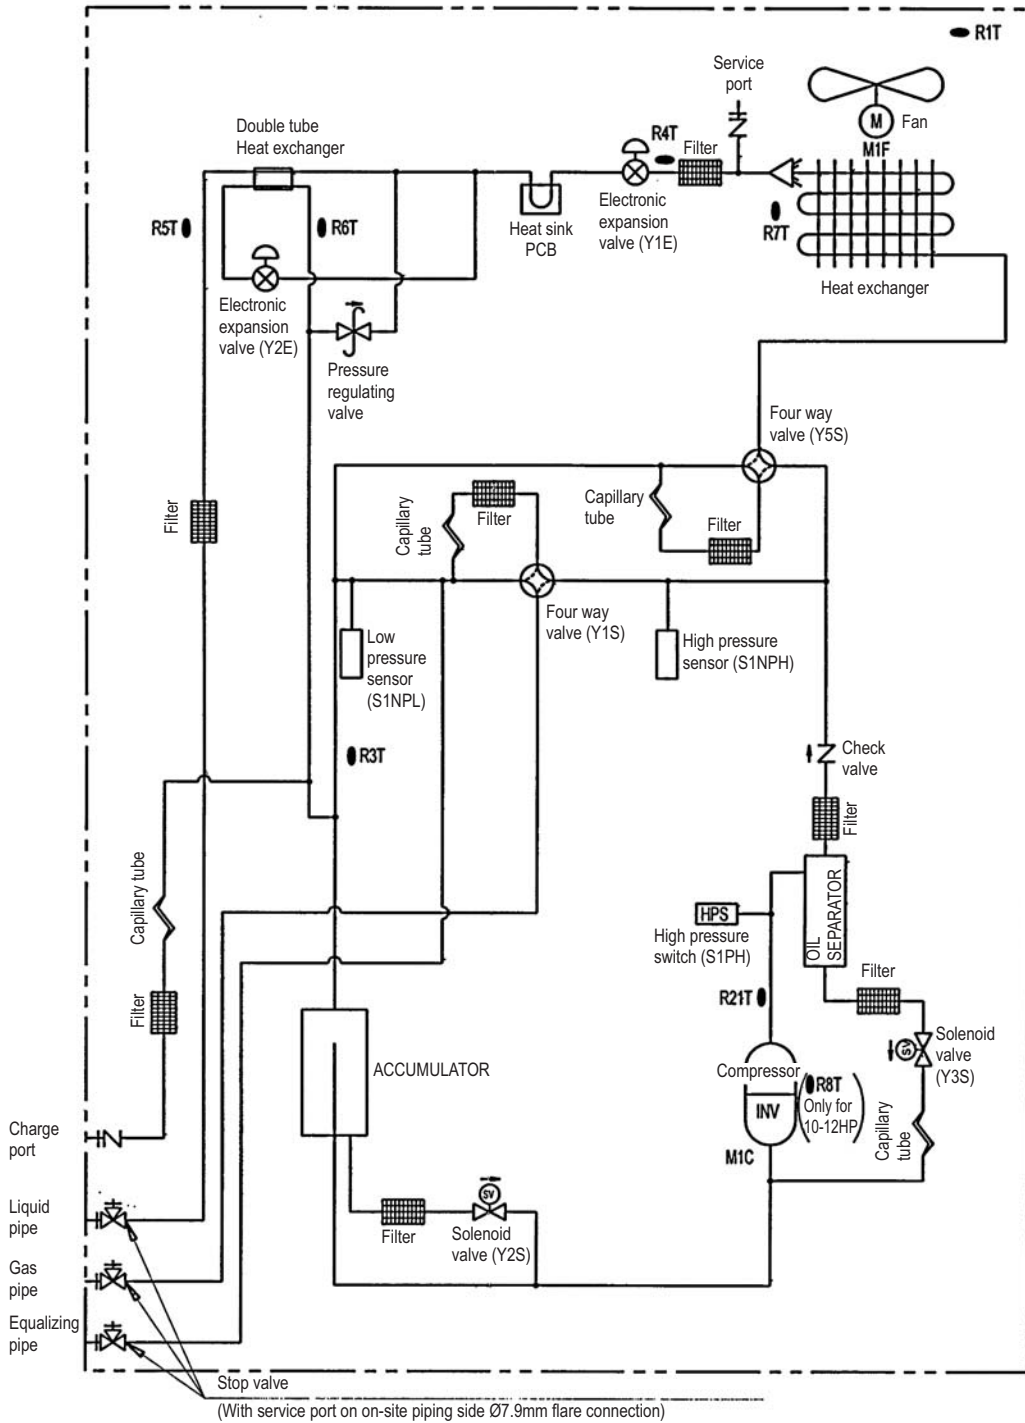 R1T
Service
port
M
Fan
M1F
Double tube
Heat exchanger
R4T
Filter
R5T
R6T
Heat sink
PCB
Electronic
expansion
valve (Y1E)
R7T
Heat exchanger
Electronic
expansion
valve (Y2E)
Pressure
regulating
valve
Four way
valve (Y5S)
Filter
Capillary
tube
Filter
Capillary
tube
Filter
Four way
valve (Y1S)
Low
pressure
sensor
(S1NPL)
High pressure
sensor (S1NPH)
R3T
Check
valve
Filter
Capillary tube
Filter
OIL
SEPARATOR
HPS
High pressure
switch (S1PH)
R21T
Filter
Solenoid
valve
(Y3S)
ACCUMULATOR
Compressor
INV
R8T
Only for
10-12HP
M1C
SV
Capillary
tube
Charge
port
Liquid
pipe
Gas
pipe
Equalizing
pipe
SV
Filter
Solenoid
valve (Y2S)
Stop valve
(With service port on on-site piping side Ø7.9mm flare connection)